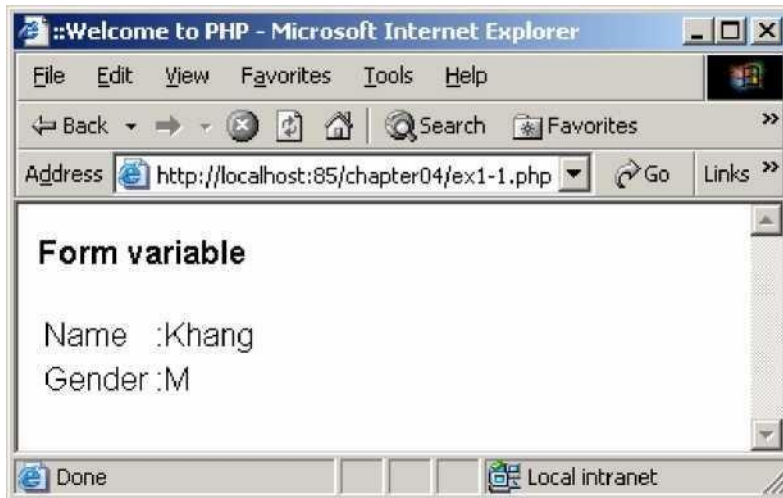 ::Welcome to PHP - Microsoft Internet Explorer
File Edit View Favorites Tools Help
Back Search Favorites »
Address http://localhost:85/chapter04/ex1-1.php Go Links »
Form variable
Name :Khang
Gender :M
Done Local intranet